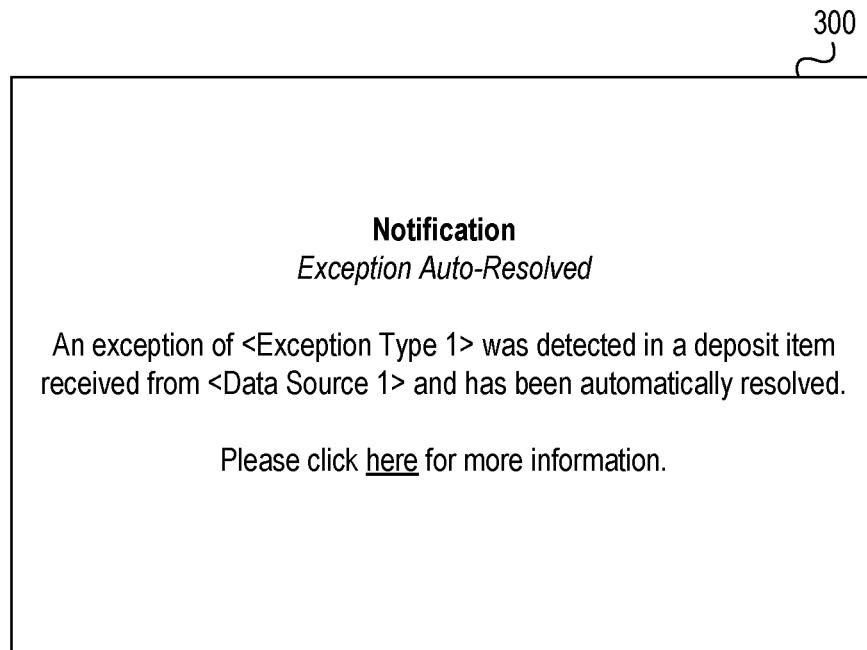 300
Notification
Exception Auto-Resolved
An exception of <Exception Type 1> was detected in a deposit item
received from <Data Source 1> and has been automatically resolved.
Please click here for more information.